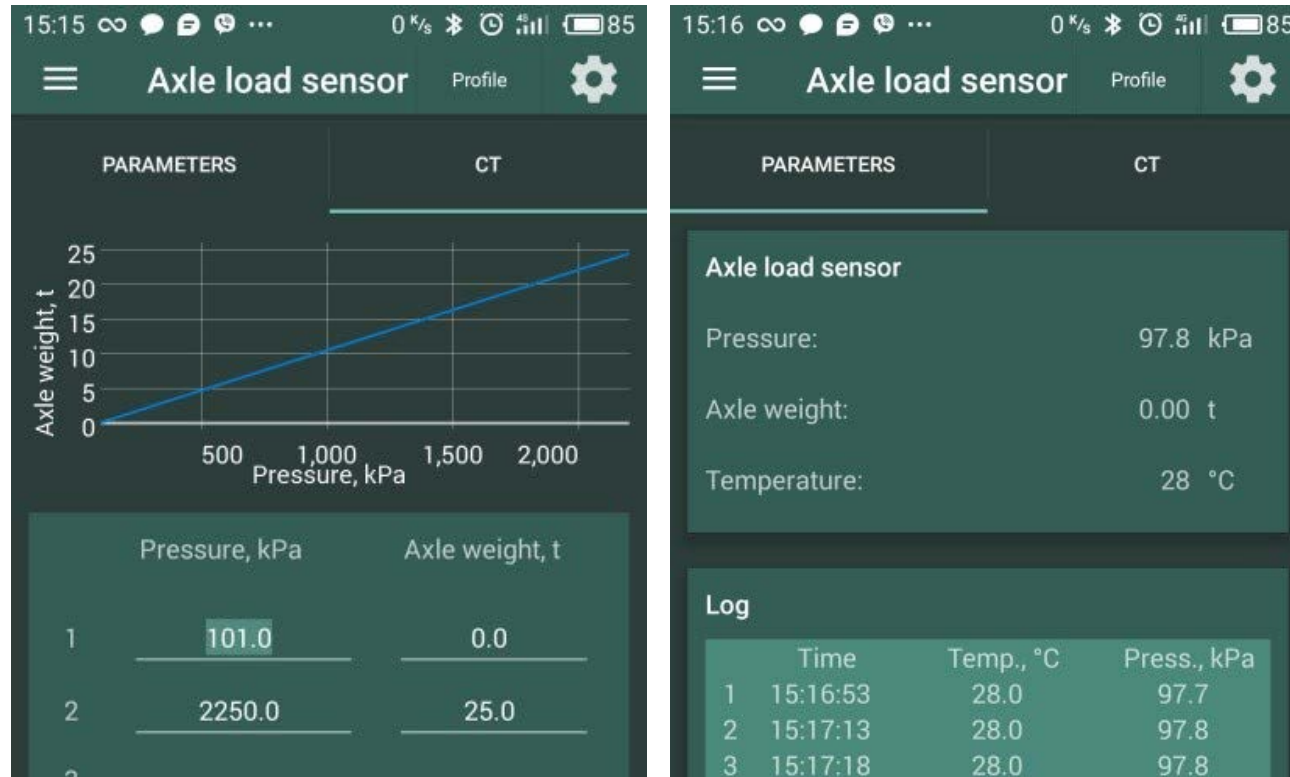 15:15 ... 0 K/s 85
Axle load sensor Profile
PARAMETERS CT
Axle weight, t
25
20
15
10
5
0
500 1,000 1,500 2,000
Pressure, kPa
Pressure, kPa Axle weight, t
1 101.0 0.0
2 2250.0 25.0
15:16 ... 0 K/s 85
Axle load sensor Profile
PARAMETERS CT
Axle load sensor
Pressure: 97.8 kPa
Axle weight: 0.00 t
Temperature: 28 °C
Log
Time Temp., °C Press., kPa
1 15:16:53 28.0 97.7
2 15:17:13 28.0 97.8
3 15:17:18 28.0 97.8